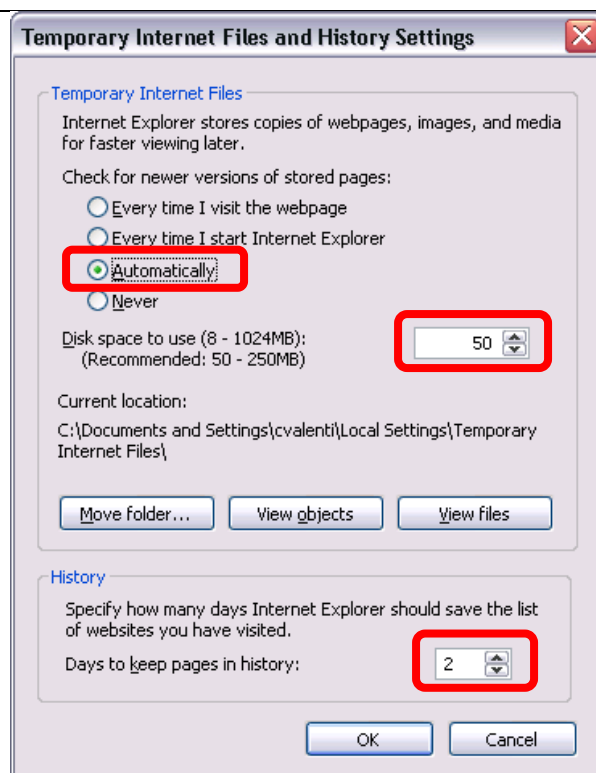 Temporary Internet Files and History Settings
Temporary Internet Files
Internet Explorer stores copies of webpages, images, and media
for faster viewing later.
Check for newer versions of stored pages:
Every time I visit the webpage
Every time I start Internet Explorer
Automatically
Never
Disk space to use (8 - 1024MB): 50
(Recommended: 50 - 250MB)
Current location:
C:\Documents and Settings\cvalenti\Local Settings\Temporary
Internet Files\
Move folder... View objects View files
History
Specify how many days Internet Explorer should save the list
of websites you have visited.
Days to keep pages in history: 2
OK Cancel